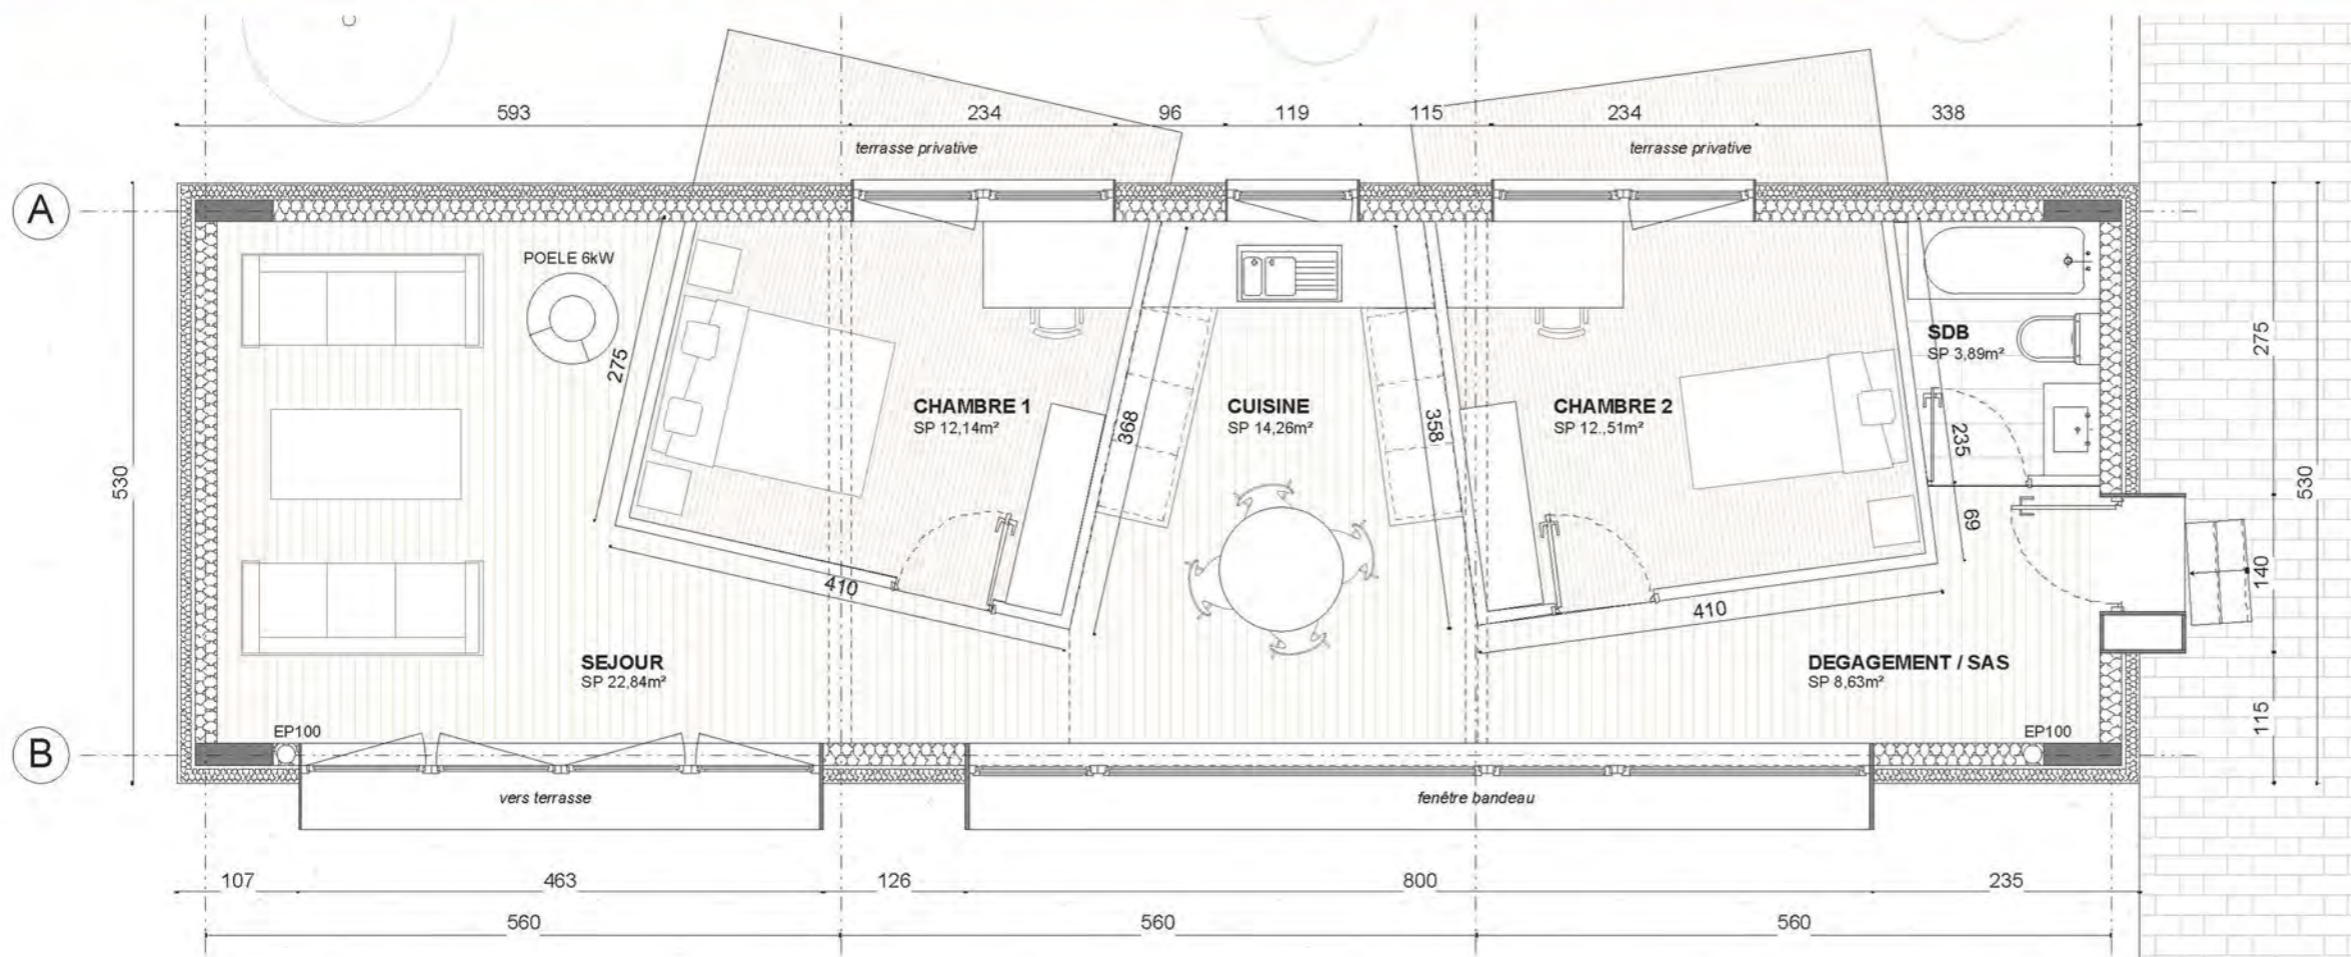 593
234
96
119
115
234
338
terrasse privative
terrasse privative
A
POELE 6kW
275
CHAMBRE 1
SP 12,14m²
368
CUISINE
SP 14,26m²
358
CHAMBRE 2
SP 12.,51m²
SDB
SP 3,89m²
235
69
275
530
530
410
410
140
SEJOUR
SP 22,84m²
DEGAGEMENT / SAS
SP 8,63m²
115
EP100
EP100
B
vers terrasse
fenêtre bandeau
107
463
126
800
235
560
560
560